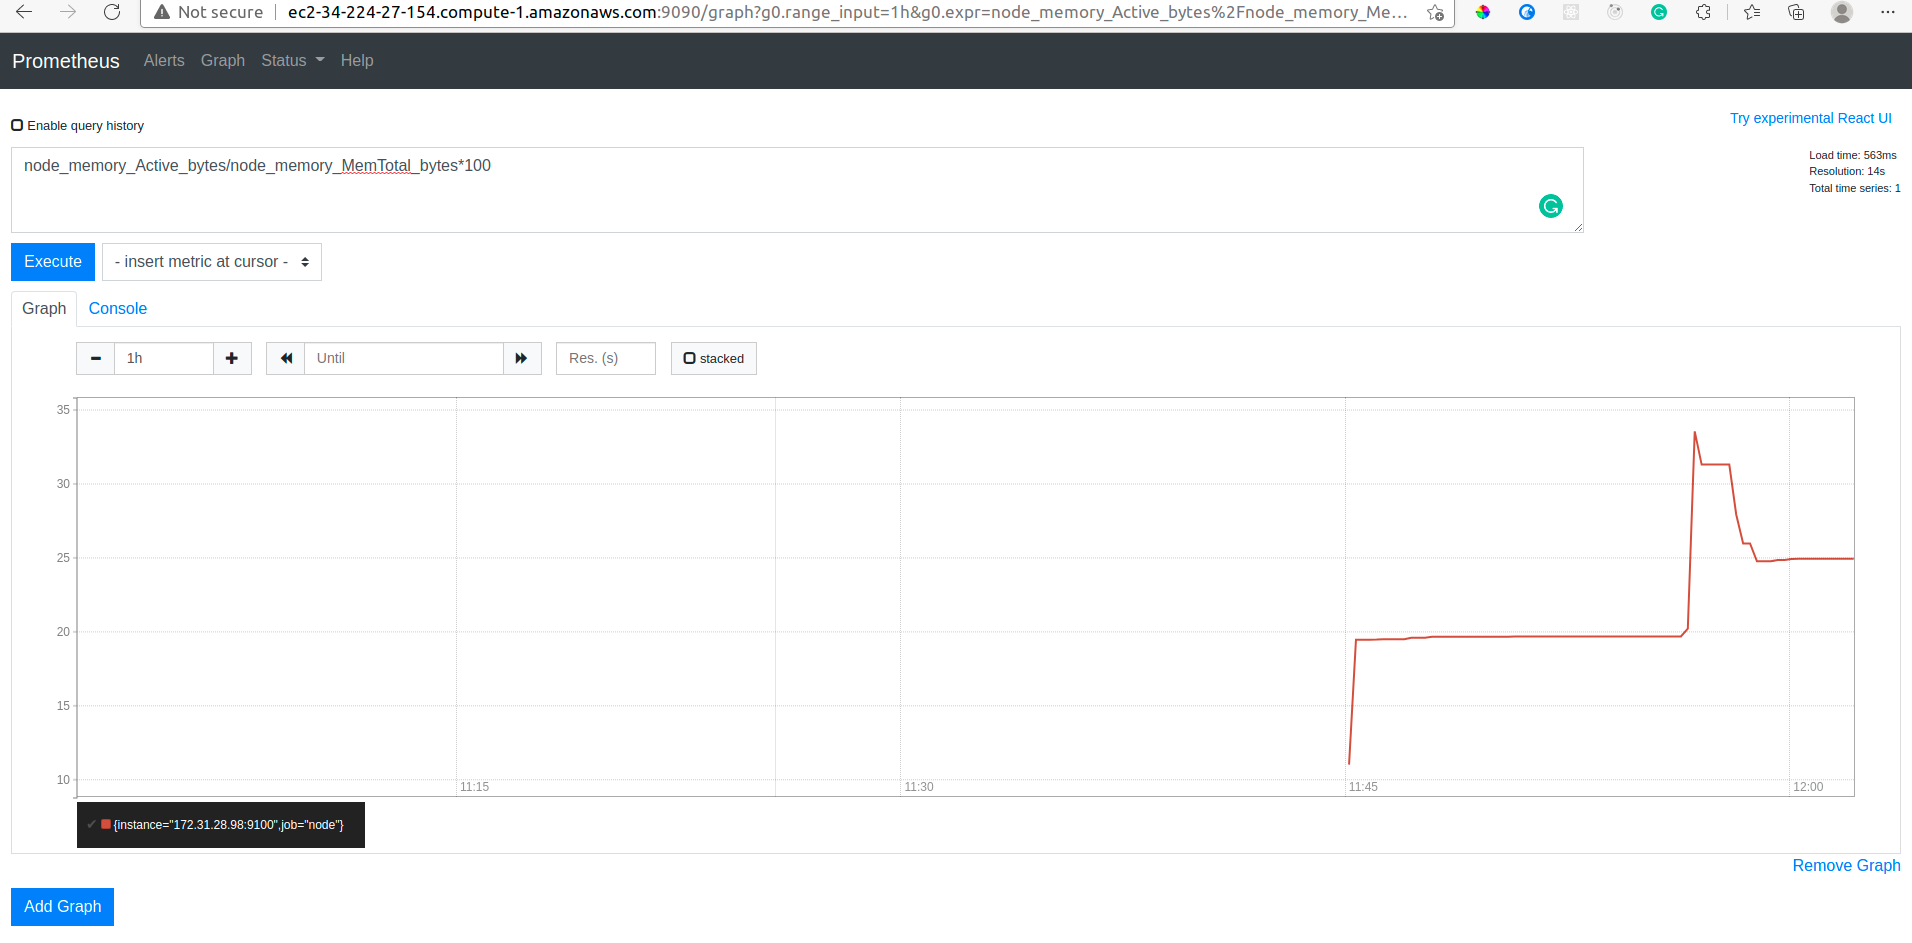 Not secure
ec2-34-224-27-154.compute-1.amazonaws.com:9090/graph?g0.range_input=1h&g0.expr=node_memory_Active_bytes%2Fnode_memory_Me...
Prometheus Alerts Graph Status Help
Enable query history
Try experimental React UI
node_memory_Active_bytes/node_memory_MemTotal_bytes*100
Load time: 563ms
Resolution: 14s
Total time series: 1
Execute
- insert metric at cursor -
Graph
Console
1h
Until
Res. (s)
stacked
35
30
25
20
15
10
11:15
11:30
11:45
12:00
{instance="172.31.28.98:9100",job="node"}
Remove Graph
Add Graph